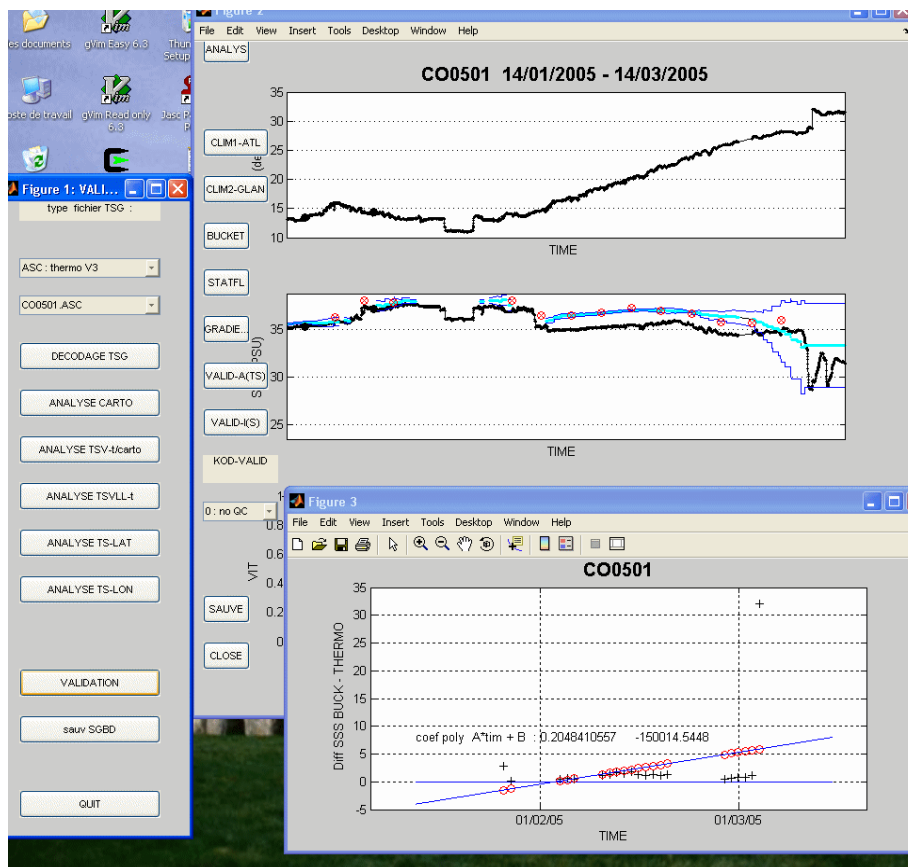 Figure 2
File Edit View Insert Tools Desktop Window Help
es documents gVim Easy 6.3
Setup
ANALYS
CO0501 14/01/2005 - 14/03/2005
oste de travail gVim Read only 6.3 Jasc P
35
30
25
20
15
10
(de
TIME
CLIM1-ATL
CLIM2-GLAN
BUCKET
STATFL
GRADIE...
VALID-A(TS)
VALID-I(S)
KOD-VALID
0 : no QC
SAUVE
CLOSE
35
30
25
PSU)
TIME
0.8
0.6
0.4
0.2
0
VIT
Figure 1: VALI...
type fichier TSG :
ASC : thermo V3
CO0501.ASC
DECODAGE TSG
ANALYSE CARTO
ANALYSE TSV-t/carto
ANALYSE TSVLL-t
ANALYSE TS-LAT
ANALYSE TS-LON
VALIDATION
sauv SGBD
QUIT
Figure 3
File Edit View Insert Tools Desktop Window Help
CO0501
35
30
25
20
15
10
5
0
-5
Diff SSS BUCK - THERMO
coef poly A*tim + B : 0.2048410557 -150014.5448
01/02/05 01/03/05
TIME